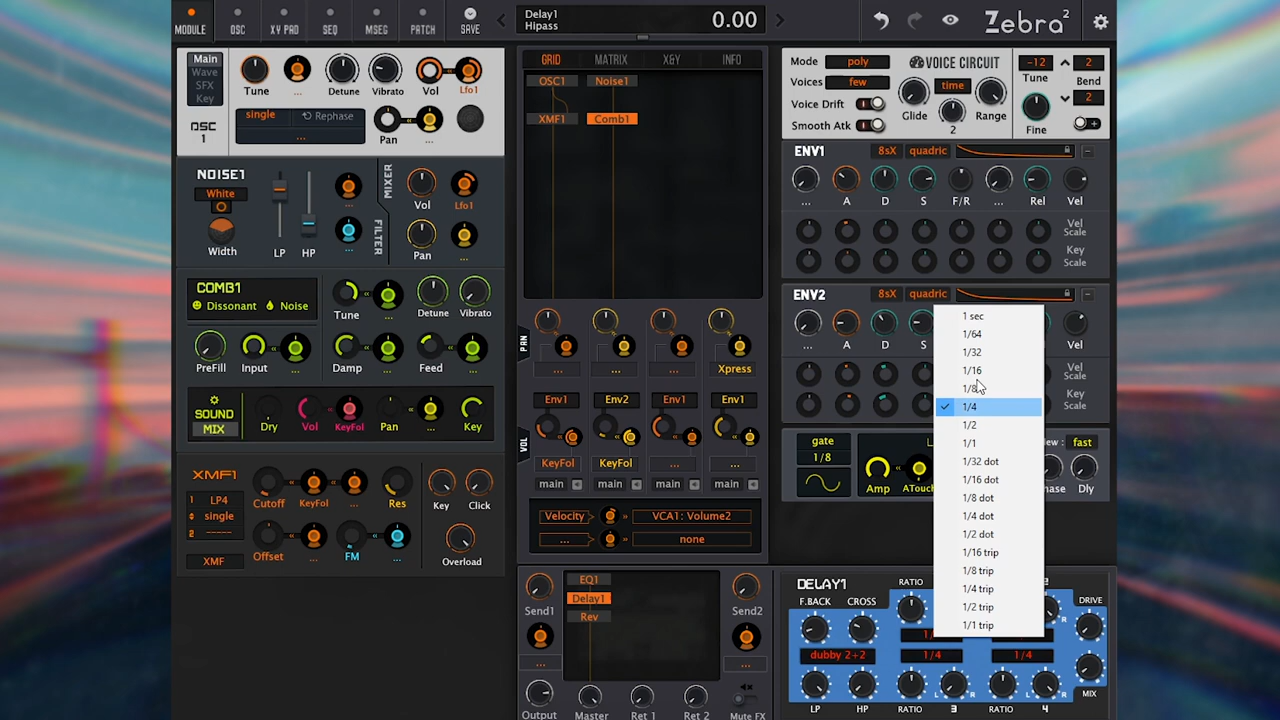 MODULE OSC XY PAD SEQ MSEG PATCH SAVE
Delay1 0.00
Hipass
Zebra2
Main
Wave
SFX
Key
Tune ... Detune Vibrato Vol Lfo1
OSC
1
single Rephase
...
Pan ...
NOISE1
White
Width
LP HP
...
...
MIXER
FILTER
Vol Lfo1
Pan ...
COMB1
Dissonant Noise
Tune ... Detune Vibrato
PreFill Input ... Damp ... Feed ...
SOUND
MIX
Dry Vol KeyFol Pan ... Key
XMF1
1 LP4
single
2 -----
XMF
Cutoff KeyFol ... Res
Offset ... FM ...
Key Click
Overload
GRID MATRIX X&Y INFO
OSC1 Noise1
XMF1 Comb1
PAN
... ... ... Xpress
Env1 Env2 Env1 Env1
VOL
KeyFol KeyFol ... ...
main main main main
Velocity VCA1: Volume2
... none
Send1
...
Output
EQ1
Delay1
Rev
Send2
...
Master Ret 1 Ret 2 Mute FX
Mode poly
Voices few
Voice Drift
Smooth Atk
VOICE CIRCUIT
time
Glide 2 Range
-12 2
Tune Bend
2
Fine
+
ENV1 8sX quadric
... A D S F/R ... Rel Vel
Vel
Scale
Key
Scale
ENV2 8sX quadric
... A D S Vel
Vel
Scale
Key
Scale
1 sec
1/64
1/32
1/16
1/8
1/4
1/2
1/1
1/32 dot
1/16 dot
1/8 dot
1/4 dot
1/2 dot
1/16 trip
1/8 trip
1/4 trip
1/2 trip
1/1 trip
gate
1/8
Amp ATouch
fast
Dly
DELAY1
RATIO
F.BACK CROSS
DRIVE
R
dubby 2+2 1/4 1/4
LP HP RATIO L 3 R RATIO L 4 R
MIX